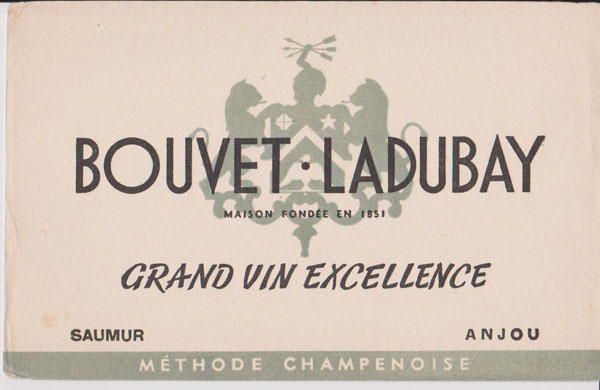 BOUVET · LADUBAY
MAISON FONDÉE EN 1851
GRAND VIN EXCELLENCE
SAUMUR ANJOU
MÉTHODE CHAMPENOISE